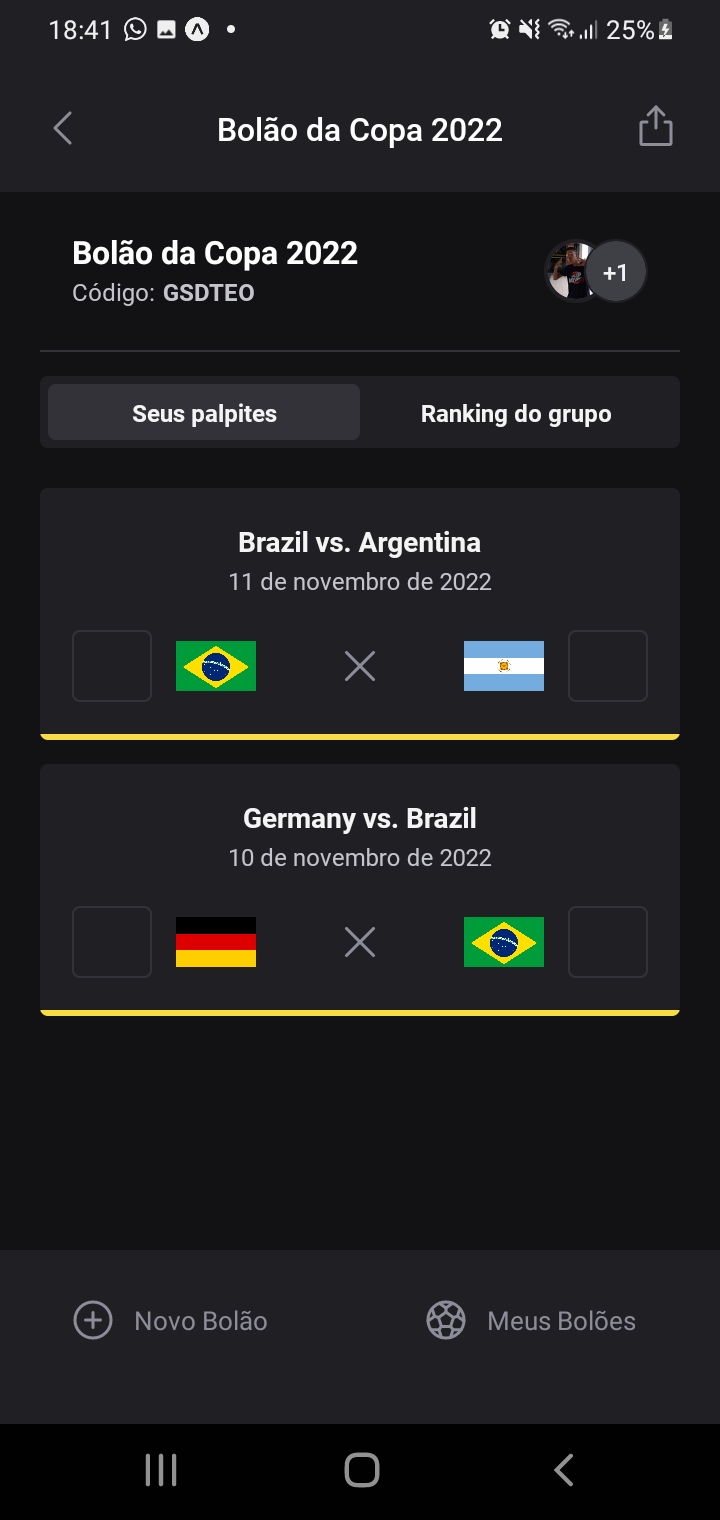 18:41 25%
Bolão da Copa 2022
Bolão da Copa 2022
Código: GSDTEO
+1
Seus palpites Ranking do grupo
Brazil vs. Argentina
11 de novembro de 2022
Germany vs. Brazil
10 de novembro de 2022
Novo Bolão Meus Bolões